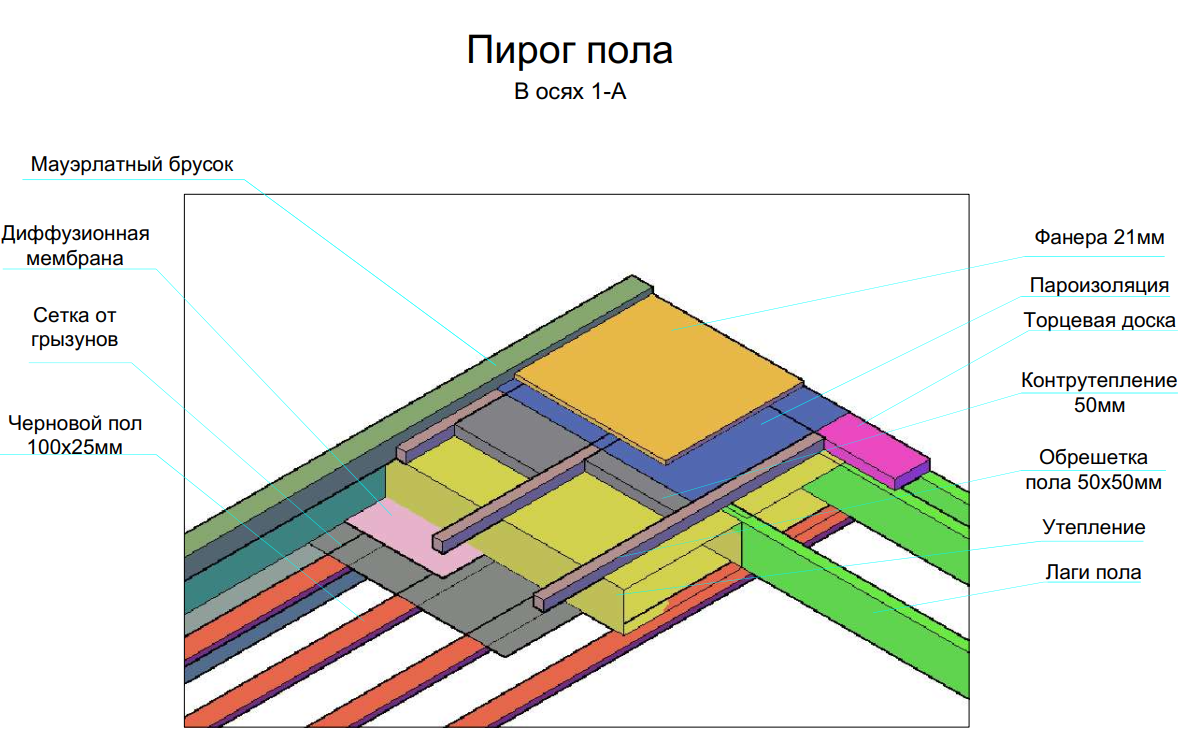 Пирог пола
В осях 1-А
Мауэрлатный брусок
Диффузионная
мембрана
Сетка от
грызунов
Черновой пол
100х25мм
Фанера 21мм
Пароизоляция
Торцевая доска
Контрутепление
50мм
Обрешетка
пола 50х50мм
Утепление
Лаги пола